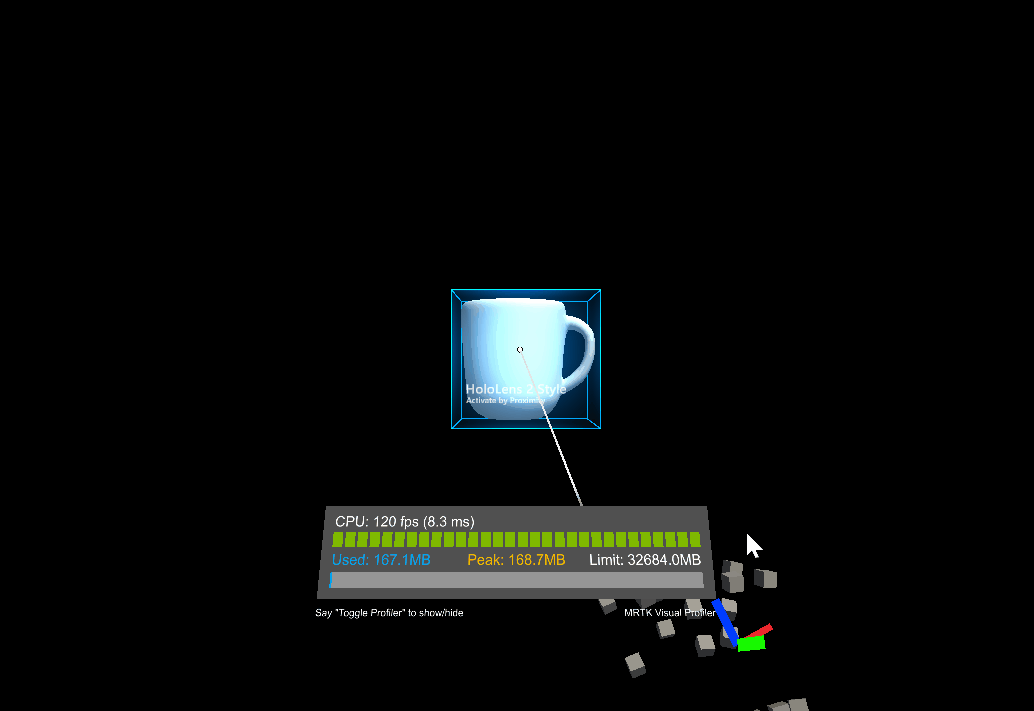 HoloLens 2 Style
Activate by Proximity
CPU: 120 fps (8.3 ms)
Used: 167.1MB Peak: 168.7MB Limit: 32684.0MB
Say "Toggle Profiler" to show/hide MRTK Visual Profiler